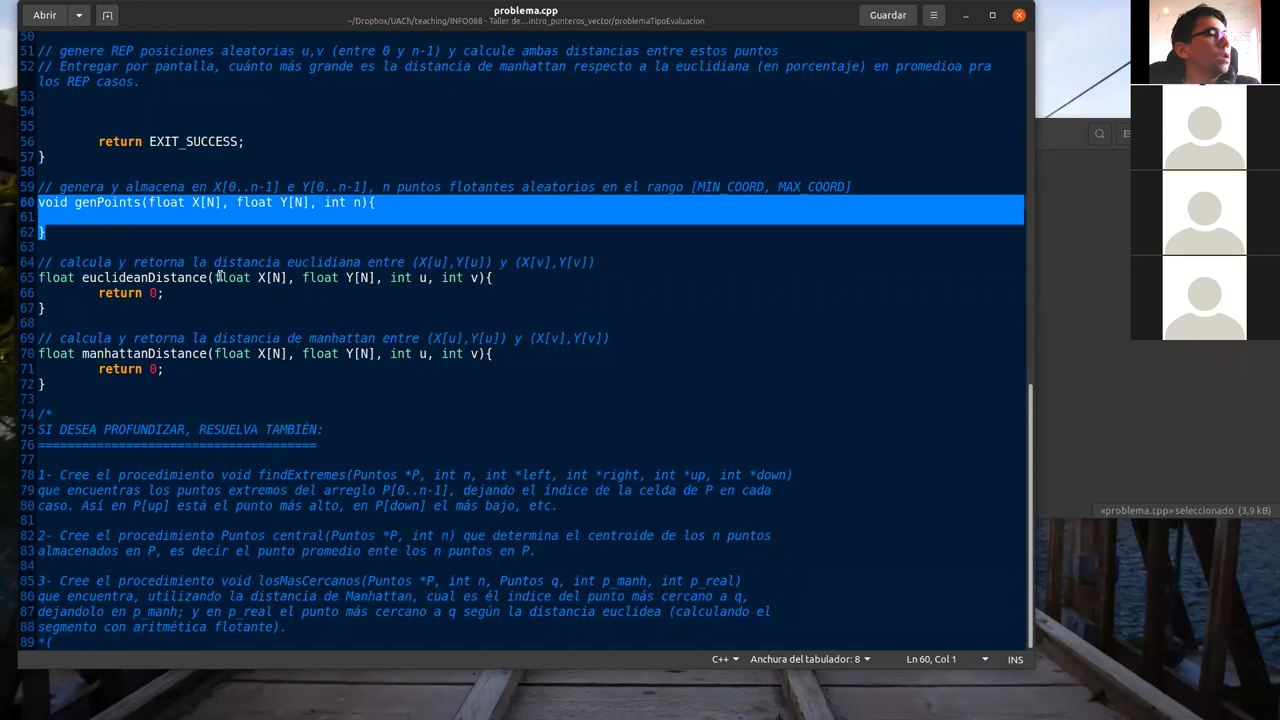 Abrir
problema.cpp
~/Dropbox/UACh/teaching/INFO088 - Taller de...intro_punteros_vector/problemaTipoEvaluacion
Guardar
50
51 // genere REP posiciones aleatorias u,v (entre 0 y n-1) y calcule ambas distancias entre estos puntos
52 // Entregar por pantalla, cuánto más grande es la distancia de manhattan respecto a la euclidiana (en porcentaje) en promedioa pra
los REP casos.
53
54
55
56 return EXIT_SUCCESS;
57 }
58
59 // genera y almacena en X[0..n-1] e Y[0..n-1], n puntos flotantes aleatorios en el rango [MIN_COORD, MAX_COORD]
60 void genPoints(float X[N], float Y[N], int n){
61
62 }
63
64 // calcula y retorna la distancia euclidiana entre (X[u],Y[u]) y (X[v],Y[v])
65 float euclideanDistance(float X[N], float Y[N], int u, int v){
66 return 0;
67 }
68
69 // calcula y retorna la distancia de manhattan entre (X[u],Y[u]) y (X[v],Y[v])
70 float manhattanDistance(float X[N], float Y[N], int u, int v){
71 return 0;
72 }
73
74 /*
75 SI DESEA PROFUNDIZAR, RESUELVA TAMBIÉN:
76 ======================================
77
78 1- Cree el procedimiento void findExtremes(Puntos *P, int n, int *left, int *right, int *up, int *down)
79 que encuentras los puntos extremos del arreglo P[0..n-1], dejando el índice de la celda de P en cada
80 caso. Así en P[up] está el punto más alto, en P[down] el más bajo, etc.
81
82 2- Cree el procedimiento Puntos central(Puntos *P, int n) que determina el centroide de los n puntos
83 almacenados en P, es decir el punto promedio ente los n puntos en P.
84
85 3- Cree el procedimiento void losMasCercanos(Puntos *P, int n, Puntos q, int p_manh, int p_real)
86 que encuentra, utilizando la distancia de Manhattan, cual es él índice del punto más cercano a q,
87 dejandolo en p_manh; y en p_real el punto más cercano a q según la distancia euclidea (calculando el
88 segmento con aritmética flotante).
89 *(
C++ Anchura del tabulador: 8 Ln 60, Col 1 INS
«problema.cpp» seleccionado (3,9 kB)